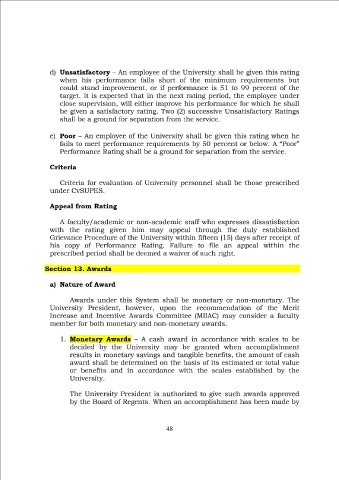 d) Unsatisfactory – An employee of the University shall be given this rating
when his performance falls short of the minimum requirements but
could stand improvement, or if performance is 51 to 99 percent of the
target. It is expected that in the next rating period, the employee under
close supervision, will either improve his performance for which he shall
be given a satisfactory rating. Two (2) successive Unsatisfactory Ratings
shall be a ground for separation from the service.
e) Poor – An employee of the University shall be given this rating when he
fails to meet performance requirements by 50 percent or below. A “Poor”
Performance Rating shall be a ground for separation from the service.
Criteria
Criteria for evaluation of University personnel shall be those prescribed
under CvSUPES.
Appeal from Rating
A faculty/academic or non-academic staff who expresses dissatisfaction
with the rating given him may appeal through the duly established
Grievance Procedure of the University within fifteen (15) days after receipt of
his copy of Performance Rating. Failure to file an appeal within the
prescribed period shall be deemed a waiver of such right.
Section 13. Awards
a) Nature of Award
Awards under this System shall be monetary or non-monetary. The
University President, however, upon the recommendation of the Merit
Increase and Incentive Awards Committee (MIIAC) may consider a faculty
member for both monetary and non-monetary awards.
1. Monetary Awards – A cash award in accordance with scales to be
decided by the University may be granted when accomplishment
results in monetary savings and tangible benefits, the amount of cash
award shall be determined on the basis of its estimated or total value
or benefits and in accordance with the scales established by the
University.
The University President is authorized to give such awards approved
by the Board of Regents. When an accomplishment has been made by
48